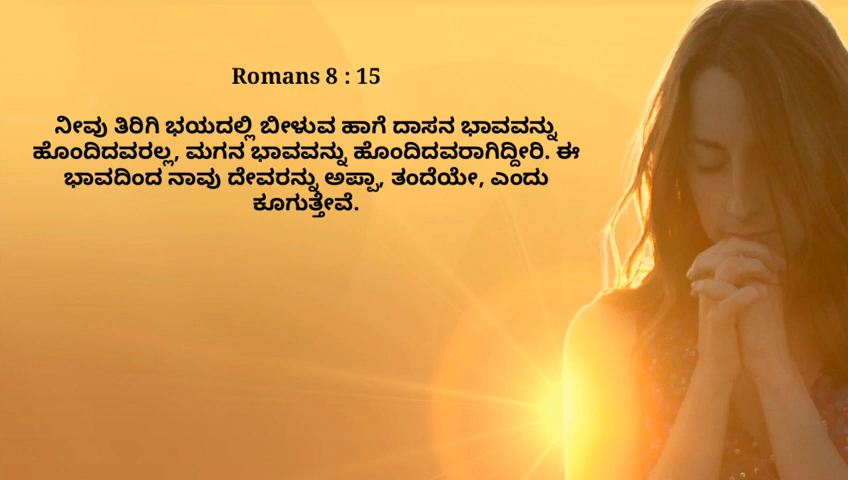 Romans 8 : 15
ನೀವು ತಿರಿಗಿ ಭಯದಲ್ಲಿ ಬೀಳುವ ಹಾಗೆ ದಾಸನ ಭಾವವನ್ನು
ಹೊಂದಿದವರಲ್ಲ, ಮಗನ ಭಾವವನ್ನು ಹೊಂದಿದವರಾಗಿದ್ದೀರಿ. ಈ
ಭಾವದಿಂದ ನಾವು ದೇವರನ್ನು ಅಪ್ಪಾ, ತಂದೆಯೇ, ಎಂದು
ಕೂಗುತ್ತೇವೆ.